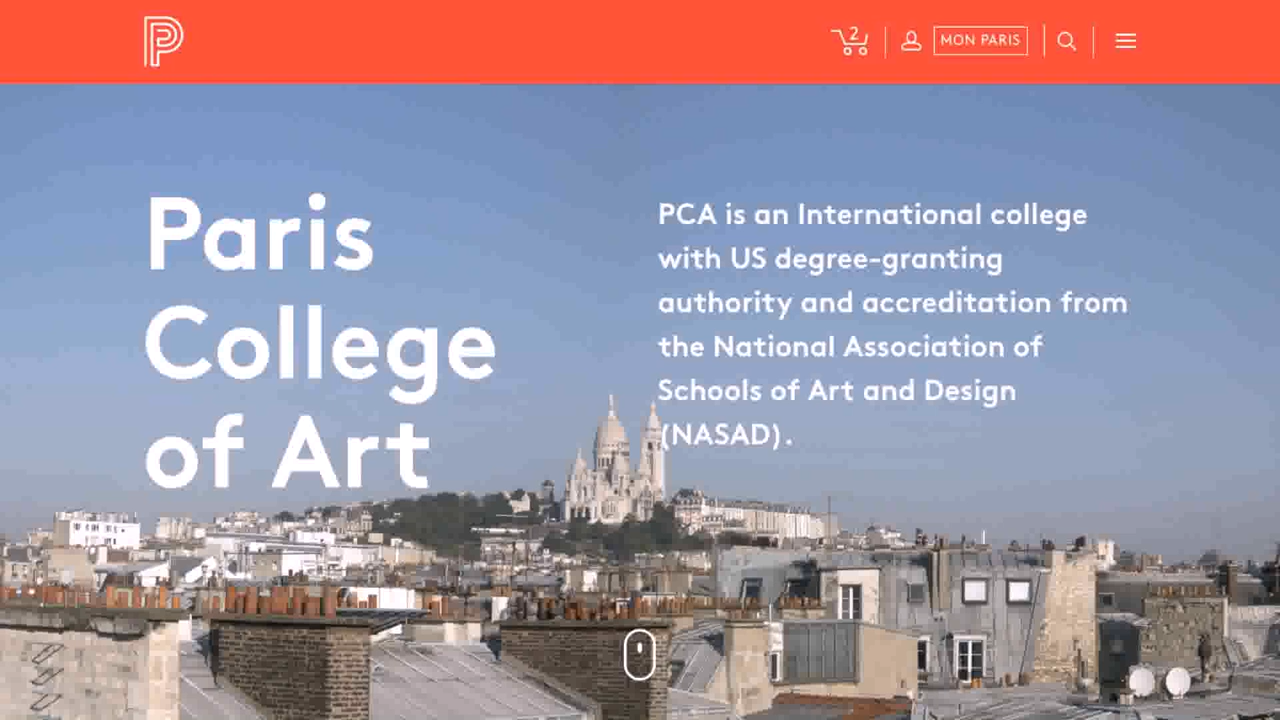 P
2
MON PARIS
Paris
College
of Art
PCA is an International college
with US degree-granting
authority and accreditation from
the National Association of
Schools of Art and Design
(NASAD).